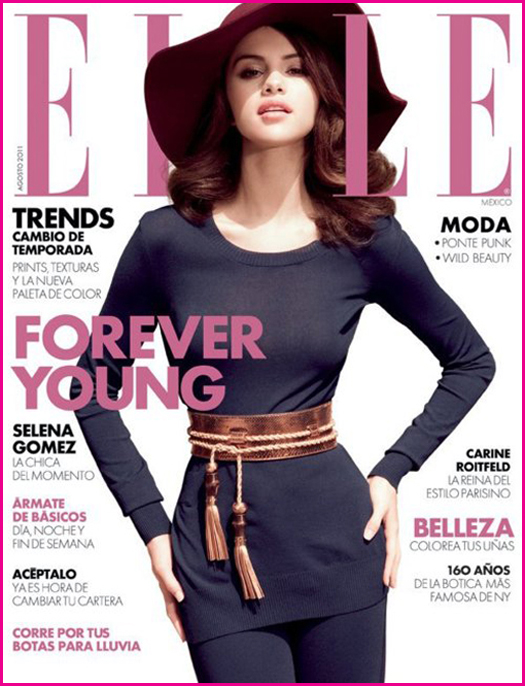 ELLE
AGOSTO 2011
MÉXICO
TRENDS
CAMBIO DE
TEMPORADA
PRINTS, TEXTURAS
Y LA NUEVA
PALETA DE COLOR
MODA
• PONTE PUNK
• WILD BEAUTY
FOREVER
YOUNG
SELENA
GOMEZ
LA CHICA
DEL MOMENTO
ÁRMATE
DE BÁSICOS
DÍA, NOCHE Y
FIN DE SEMANA
ACÉPTALO
YA ES HORA DE
CAMBIAR TU CARTERA
CORRE POR TUS
BOTAS PARA LLUVIA
CARINE
ROITFELD
LA REINA DEL
ESTILO PARISINO
BELLEZA
COLOREA TUS UÑAS
160 AÑOS
DE LA BOTICA MÁS
FAMOSA DE NY